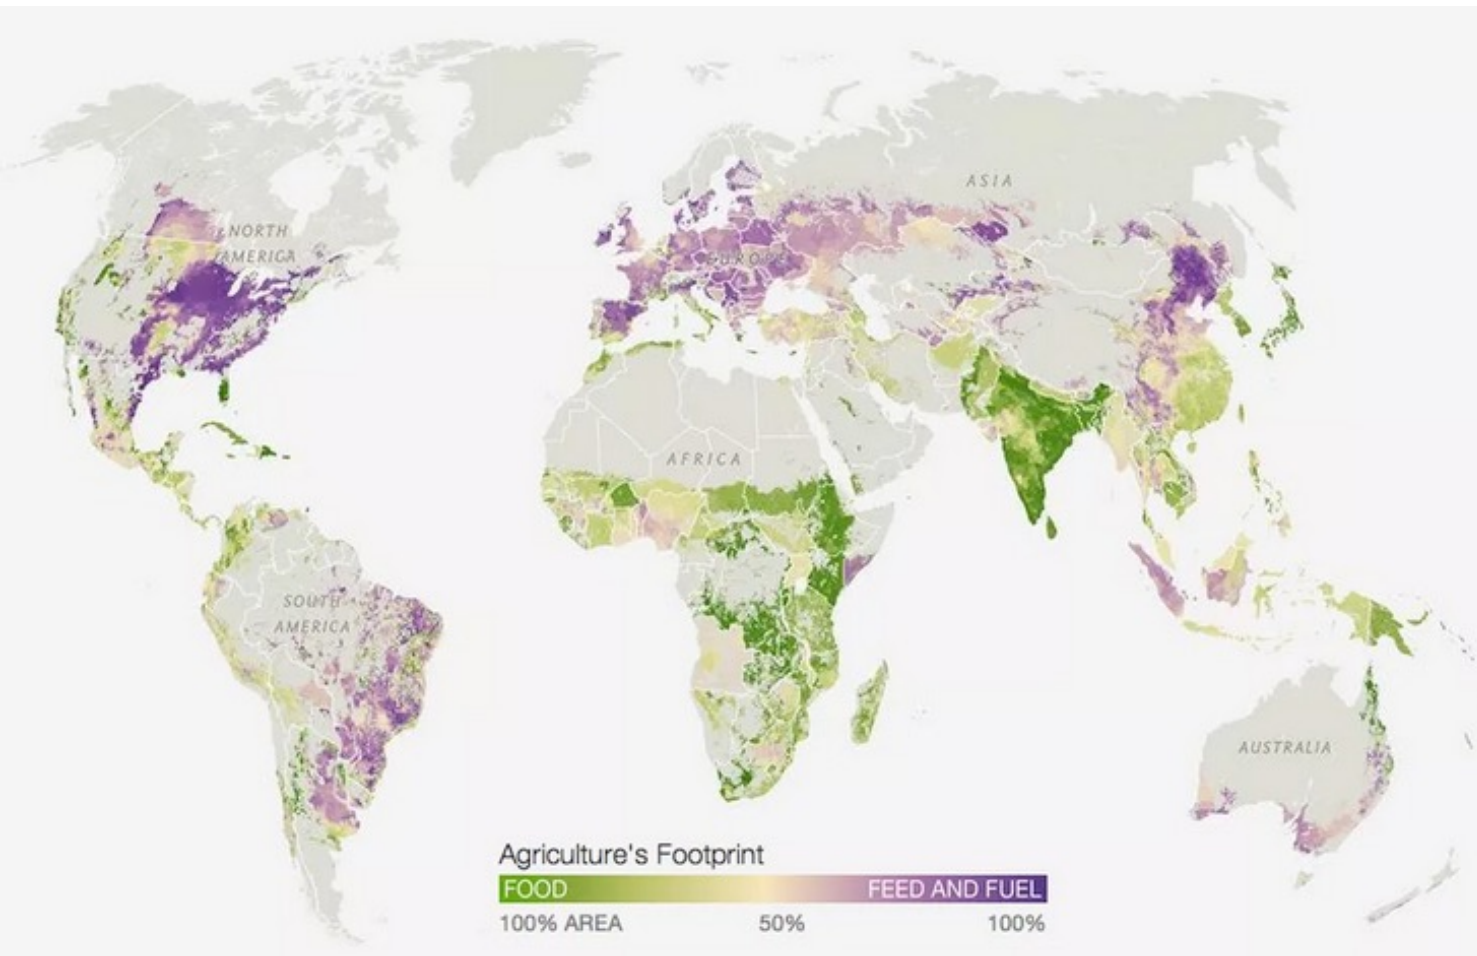 ASIA
NORTH
AMERICA
EUROPE
AFRICA
SOUTH
AMERICA
AUSTRALIA
Agriculture's Footprint
FOOD FEED AND FUEL
100% AREA 50% 100%